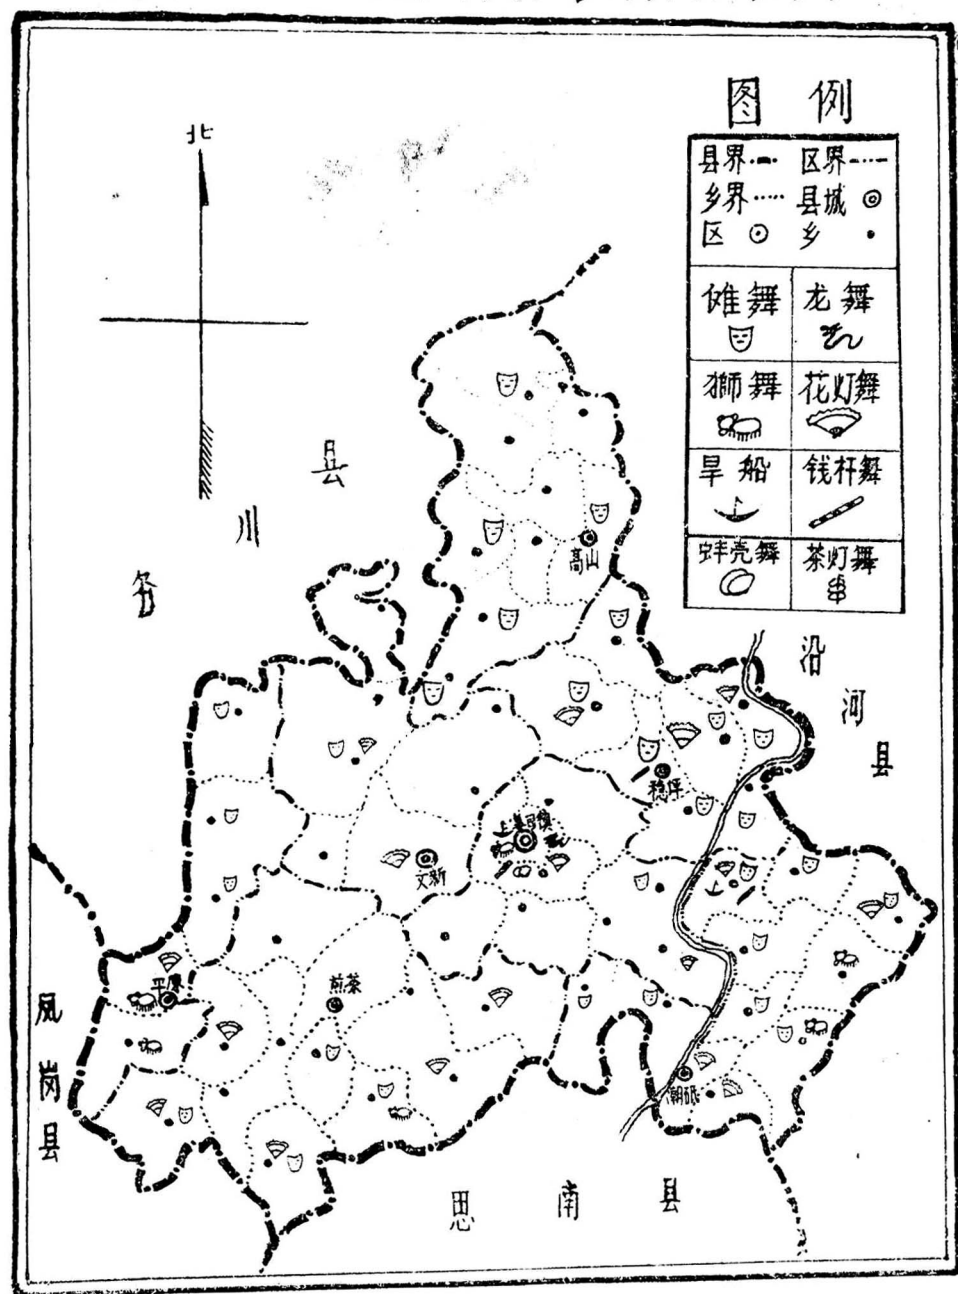 图 例
县界 区界
乡界 县城
区 乡
傩舞 龙舞
獅舞 花灯舞
旱船 钱杆舞
蚌壳舞 茶灯舞
北
务川县
高山
沿河县
稳坪
文新
煎茶
平原
凤岗县
潮砥
思南县